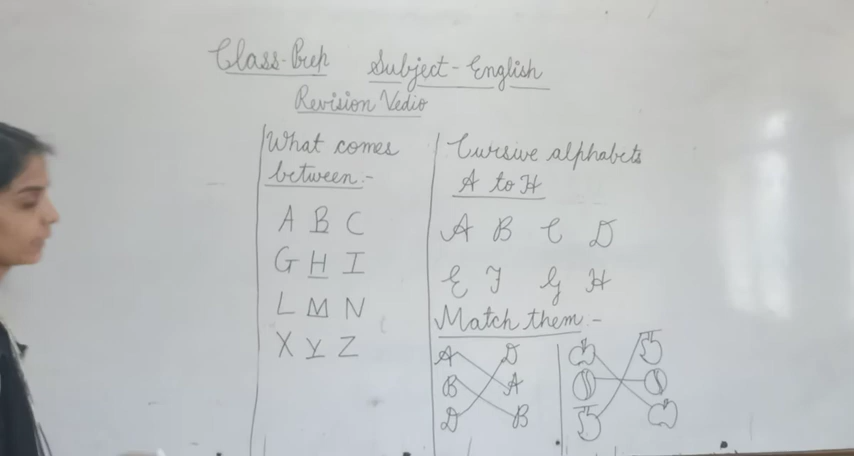 Class-Prep Subject-English
Revision Vedio
What comes
between:-
A B C
G H I
L M N
X Y Z
Cursive alphabets
A to H
A B C D
E F G H
Match them:-
A D
B A
D B